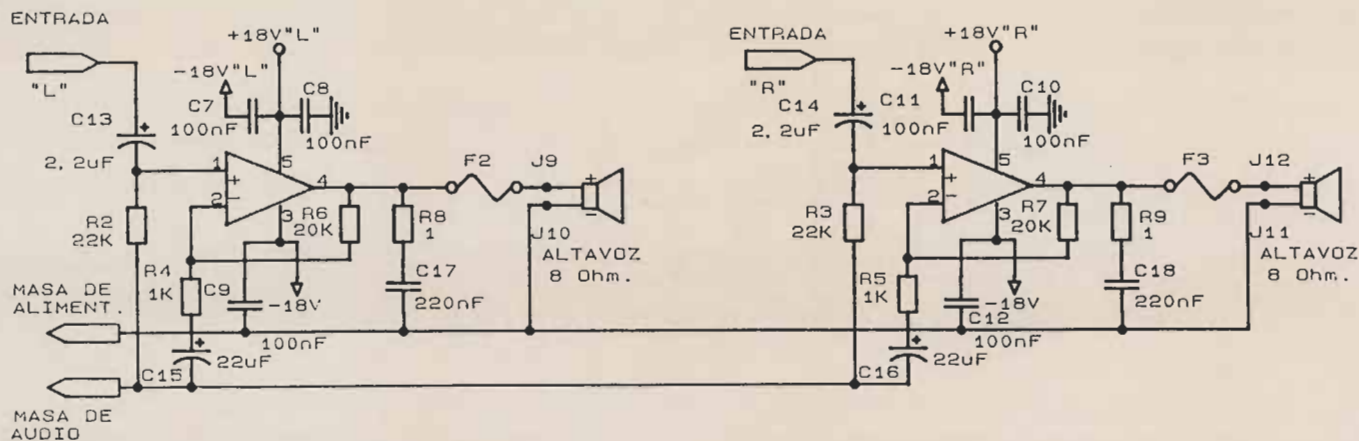 ENTRADA
"L"
+18V"L"
-18V"L"
C7
100nF
C8
100nF
C13
2,2uF
1
+
2
-
5
4
3
R2
22K
R4
1K
C9
-18V
100nF
R6
20K
R8
1
C17
220nF
F2
J9
J10
+
-
ALTAVOZ
8 Ohm.
MASA DE
ALIMENT.
C15
22uF
MASA DE
AUDIO
ENTRADA
"R"
+18V"R"
-18V"R"
C14
2,2uF
C11
100nF
C10
100nF
1
+
2
-
5
4
3
R3
22K
R5
1K
-18V
C12
100nF
R7
20K
R9
1
C18
220nF
F3
J12
J11
+
-
ALTAVOZ
8 Ohm.
C16
22uF